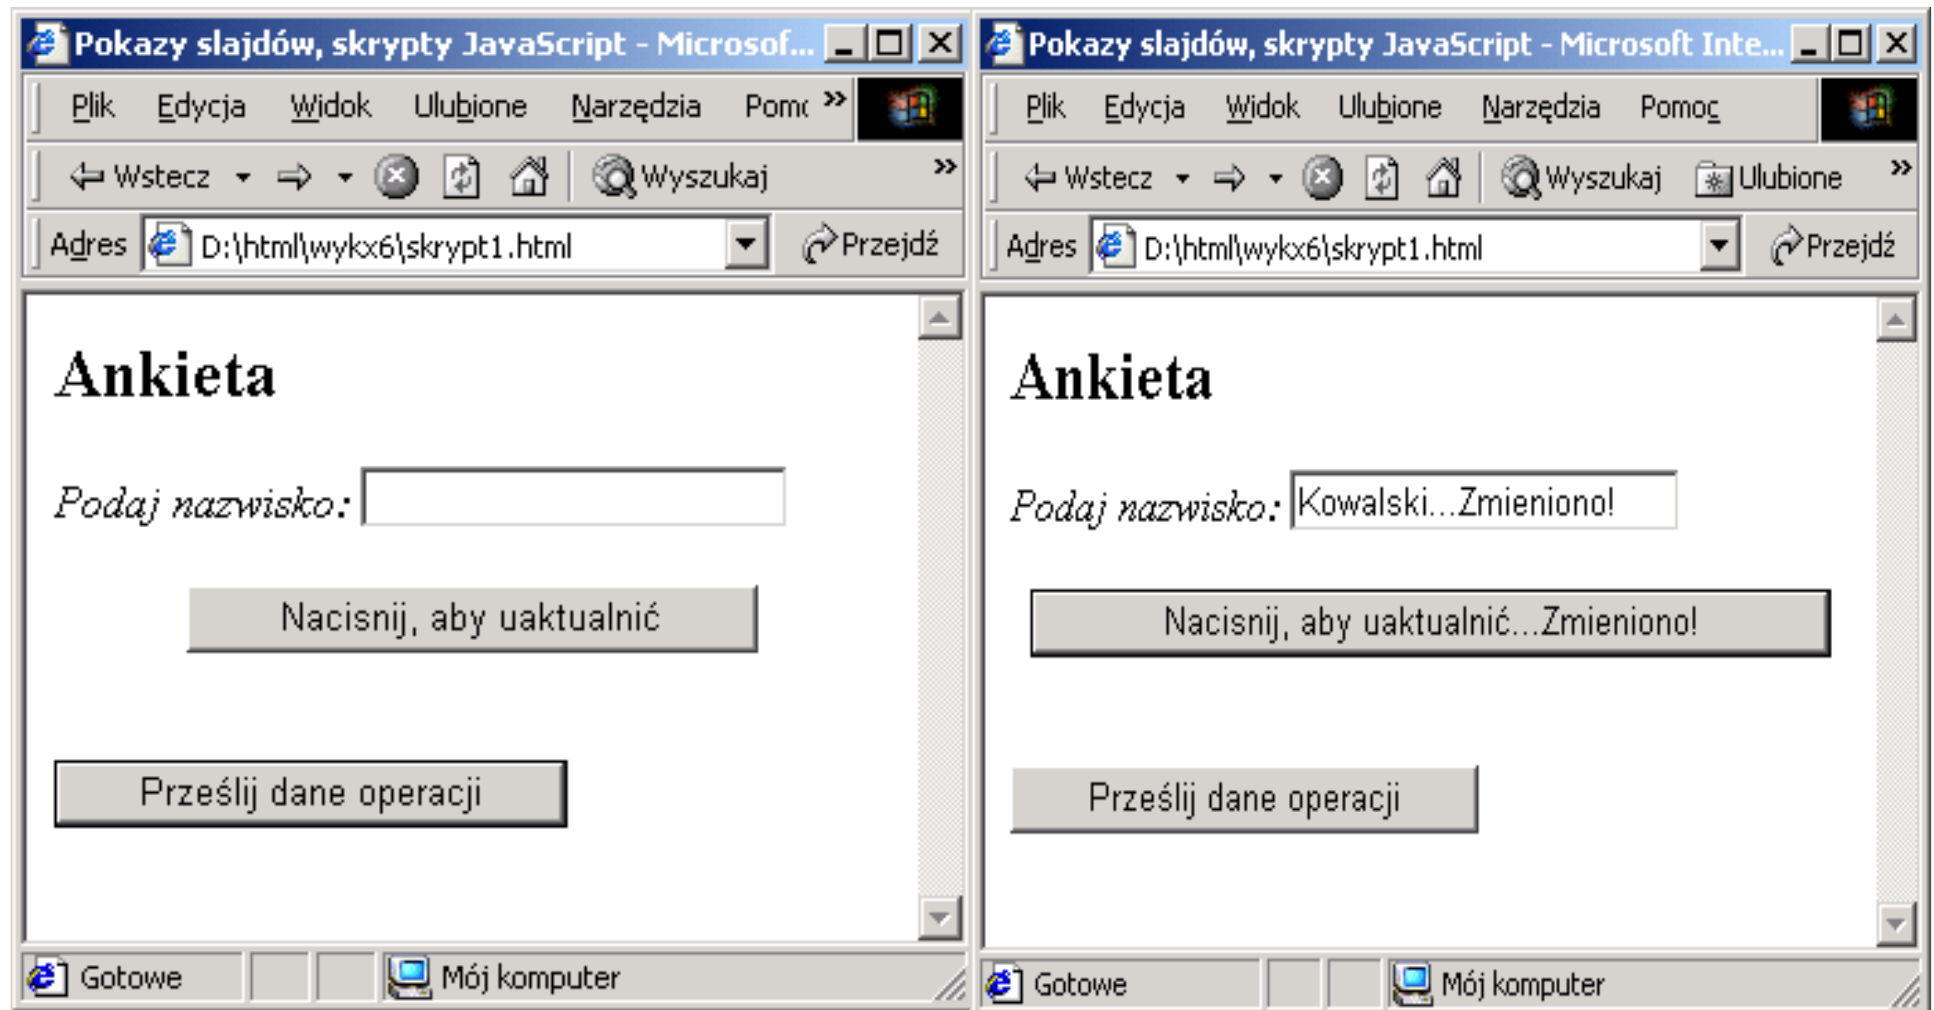 Pokazy slajdów, skrypty JavaScript - Microsof...
Plik Edycja Widok Ulubione Narzędzia Pomo »
Wstecz Wyszukaj »
Adres D:\html\wykx6\skrypt1.html Przejdź
Ankieta
Podaj nazwisko:
Nacisnij, aby uaktualnić
Prześlij dane operacji
Gotowe Mój komputer
Pokazy slajdów, skrypty JavaScript - Microsoft Inte...
Plik Edycja Widok Ulubione Narzędzia Pomoc
Wstecz Wyszukaj Ulubione »
Adres D:\html\wykx6\skrypt1.html Przejdź
Ankieta
Podaj nazwisko: Kowalski...Zmieniono!
Nacisnij, aby uaktualnić...Zmieniono!
Prześlij dane operacji
Gotowe Mój komputer